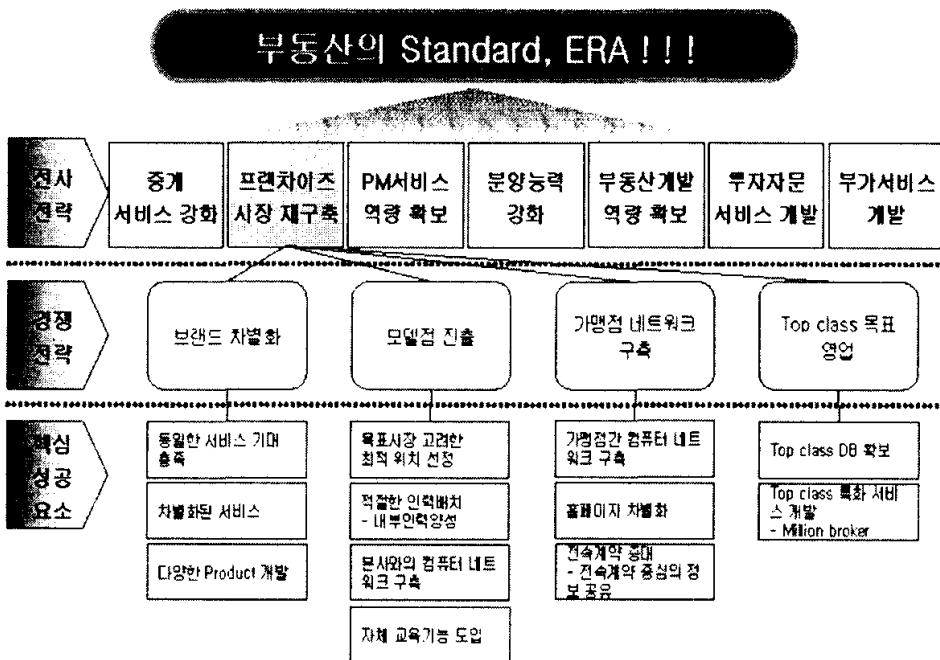 부동산의 Standard, ERA ! ! !
전사
전략
중계
서비스 강화
프랜차이즈
시장 재구축
PM서비스
역량 확보
분양능력
강화
부동산개발
역량 확보
투자자문
서비스 개발
부가서비스
개발
경쟁
전략
브랜드 차별화
모델점 진출
가맹점 네트워크
구축
Top class 목표
영업
핵심
성공
요소
동일한 서비스 기대
충족
차별화된 서비스
다양한 Product 개발
목표시장 고려한
최적 위치 선정
적절한 인력배치
- 내부인력양성
본사와의 컴퓨터 네트
워크 구축
자체 교육기능 도입
가맹점간 컴퓨터 네트
워크 구축
홈페이지 차별화
전속계약 증대
- 전속계약 중심의 정
보 공유
Top class DB 확보
Top class 특화 서비
스 개발
- Million broker